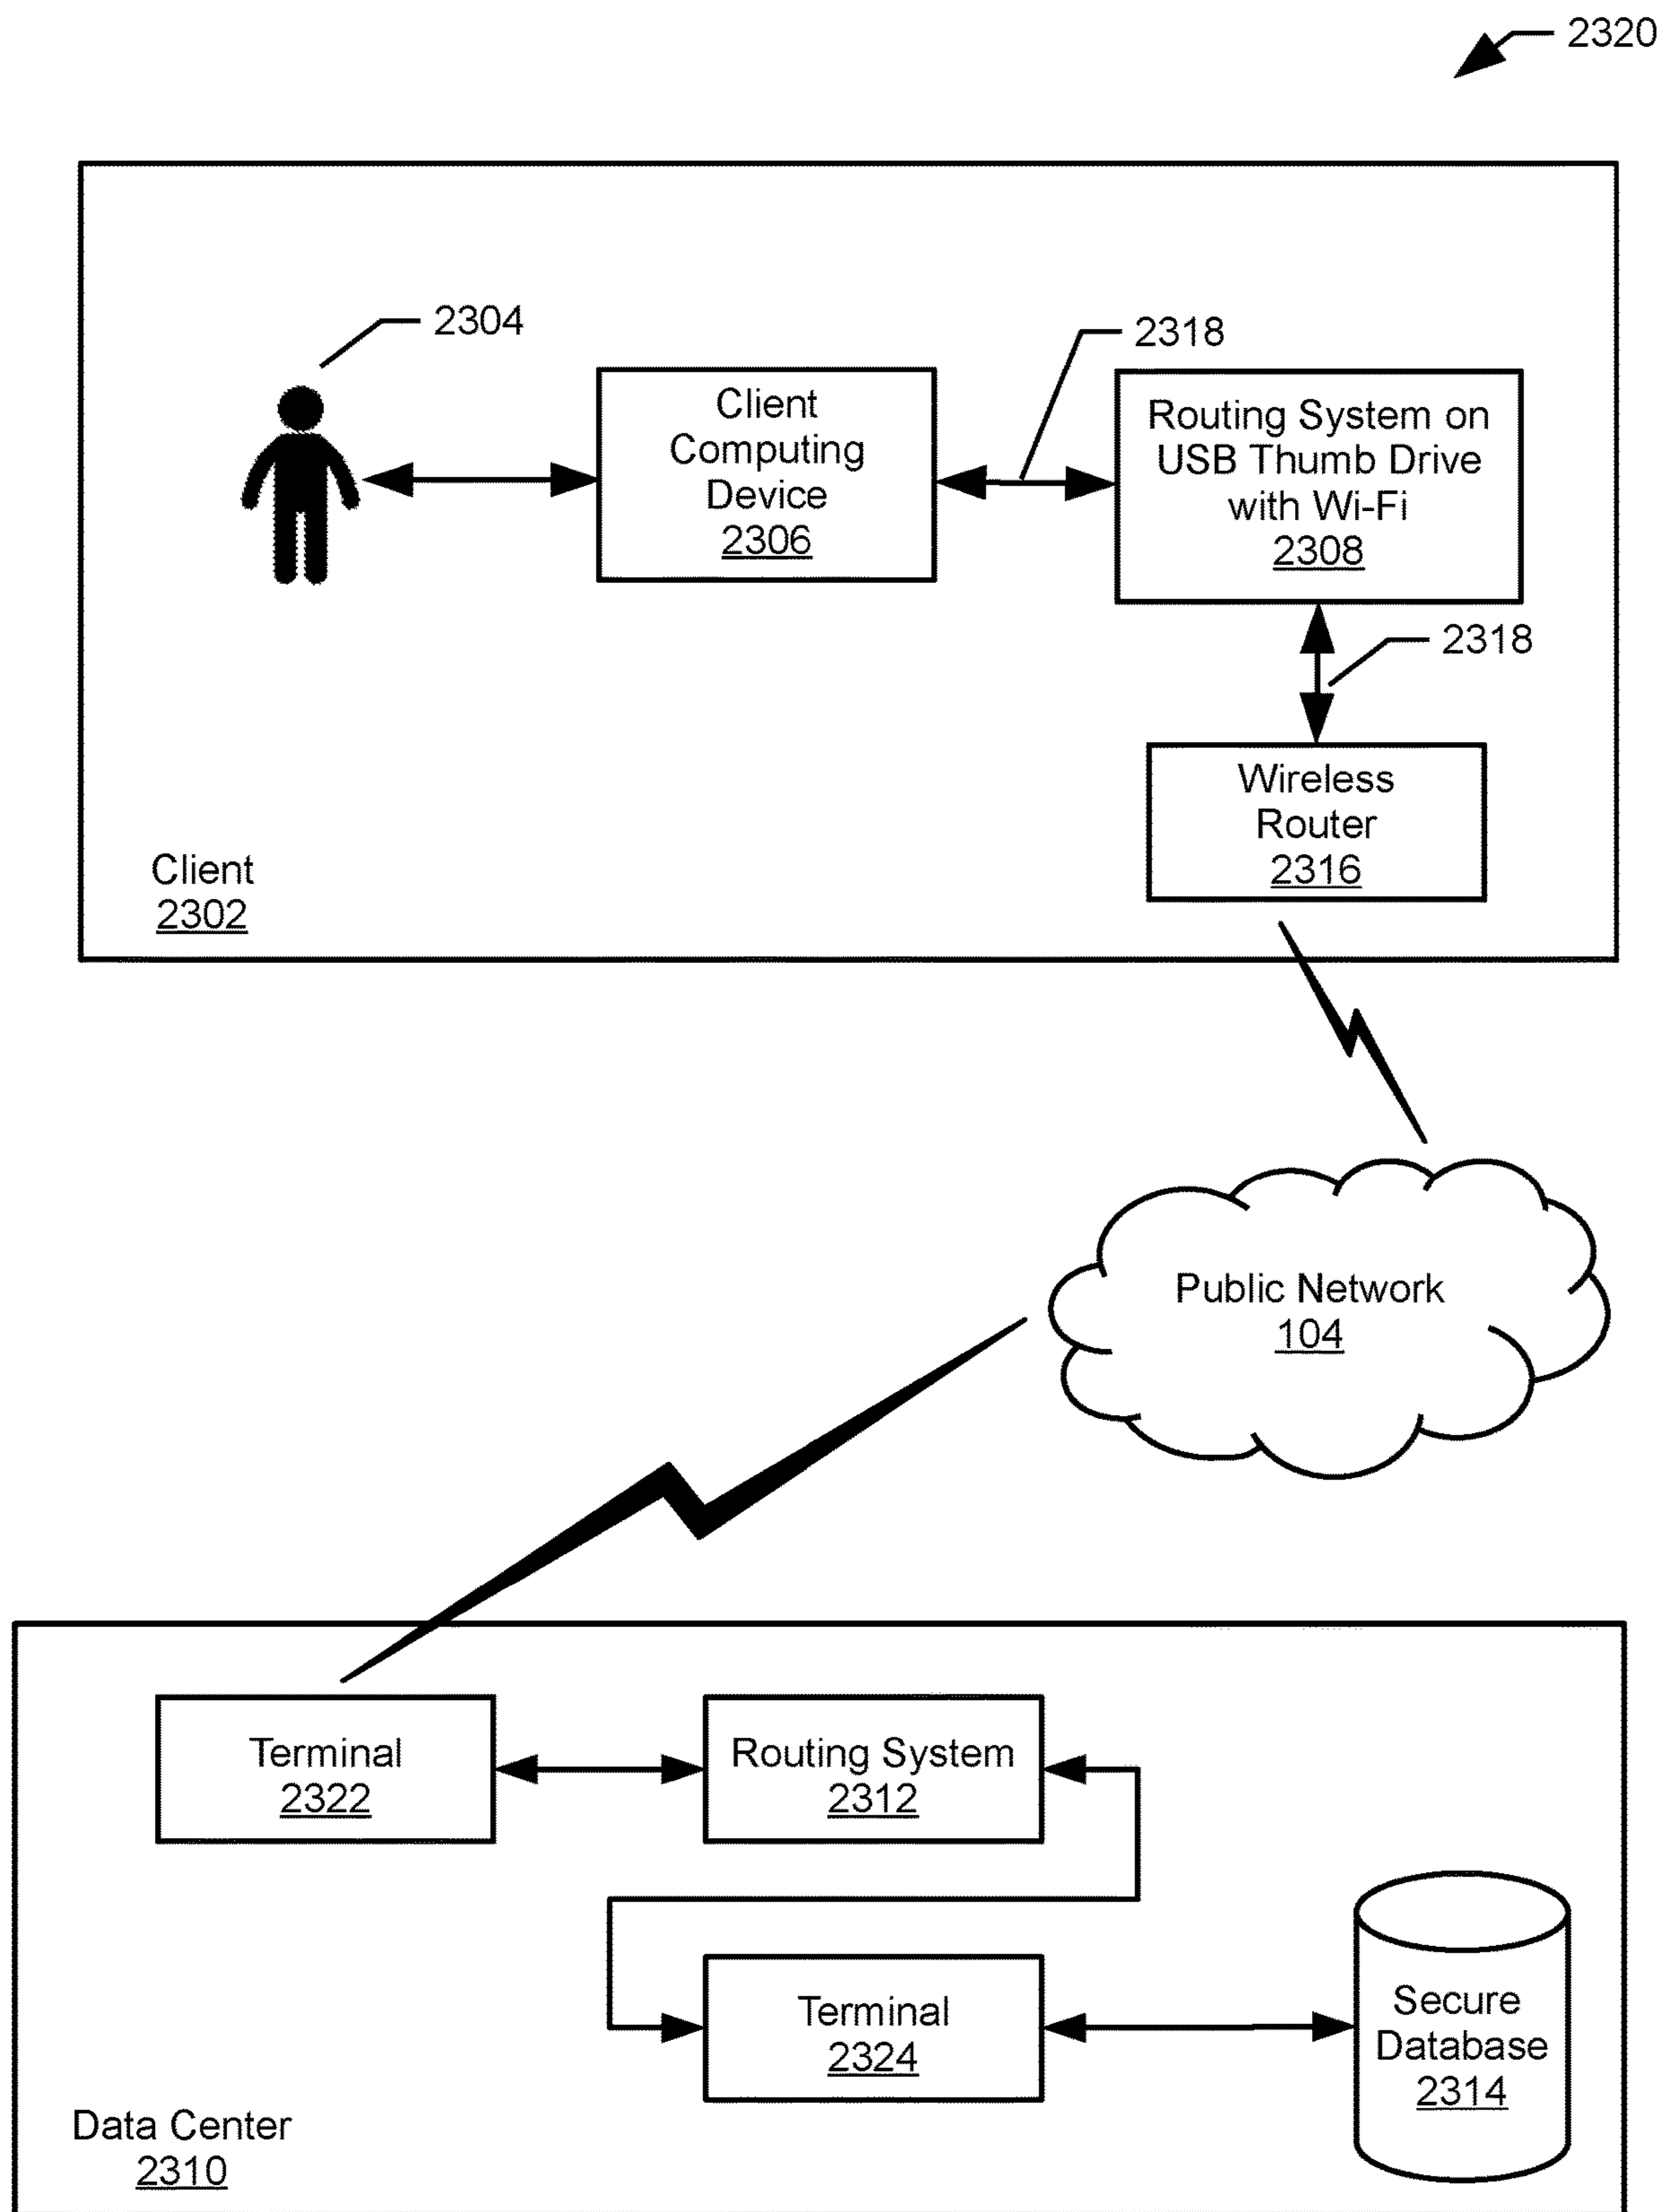 2320
2304
2318
Client
Computing
Device
2306
Routing System on
USB Thumb Drive
with Wi-Fi
2308
2318
Wireless
Router
2316
Client
2302
Public Network
104
Terminal
2322
Routing System
2312
Terminal
2324
Secure
Database
2314
Data Center
2310